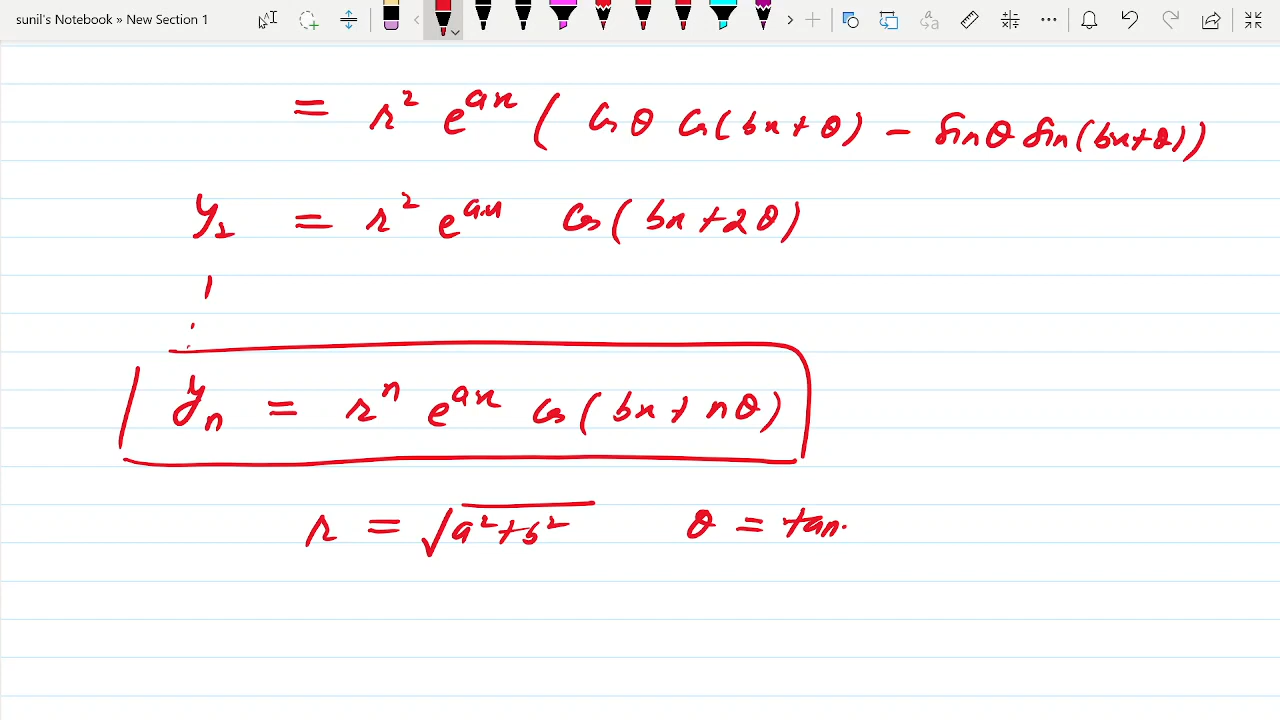 sunil's Notebook » New Section 1
= r² e^{ax} ( cos θ cos(bx+θ) − sin θ sin(bx+θ))
y₂ = r² e^{ax} cos(bx+2θ)
yₙ = rⁿ e^{ax} cos(bx+nθ)
r = √a²+b² θ = tan